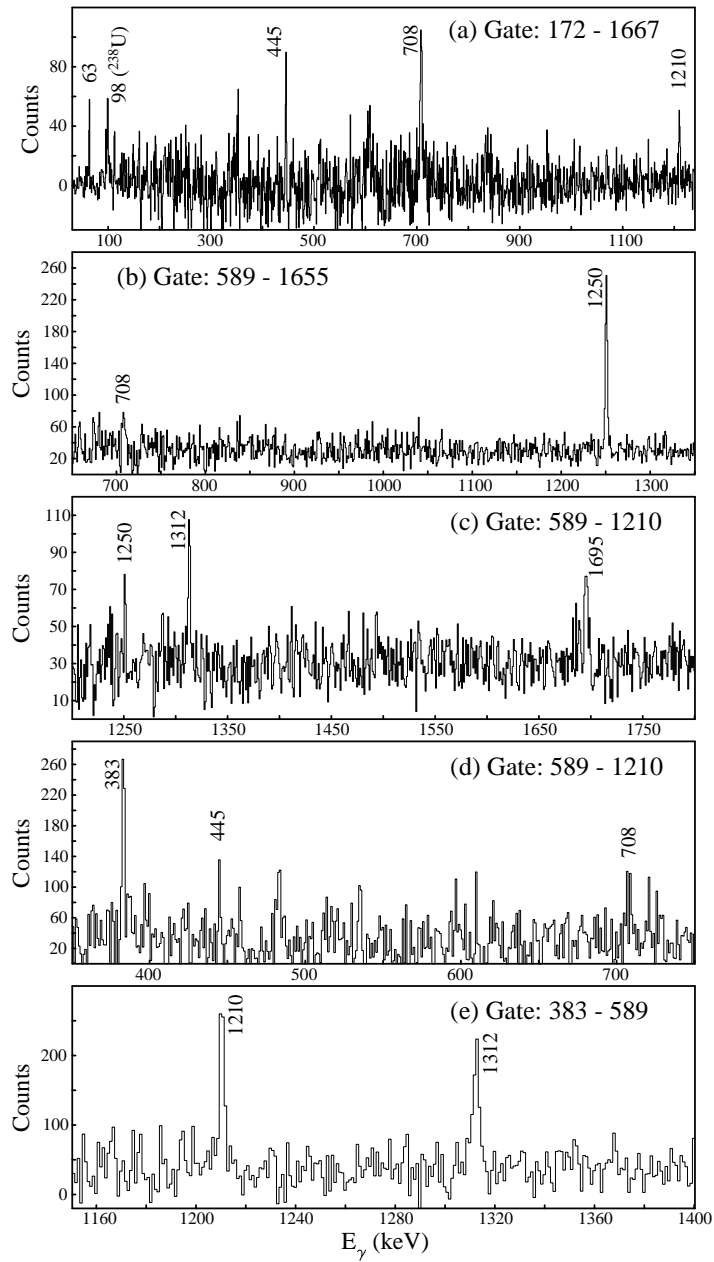 (a) Gate: 172 - 1667
63
98 (²³⁸U)
445
708
1210
Counts
80
40
0
100 300 500 700 900 1100
(b) Gate: 589 - 1655
1250
708
Counts
260
220
180
140
100
60
20
700 800 900 1000 1100 1200 1300
(c) Gate: 589 - 1210
1250
1312
1695
Counts
110
90
70
50
30
10
1250 1350 1450 1550 1650 1750
(d) Gate: 589 - 1210
383
445
708
Counts
260
220
180
140
100
60
20
400 500 600 700
(e) Gate: 383 - 589
1210
1312
Counts
200
100
0
1160 1200 1240 1280 1320 1360 1400
Eγ (keV)